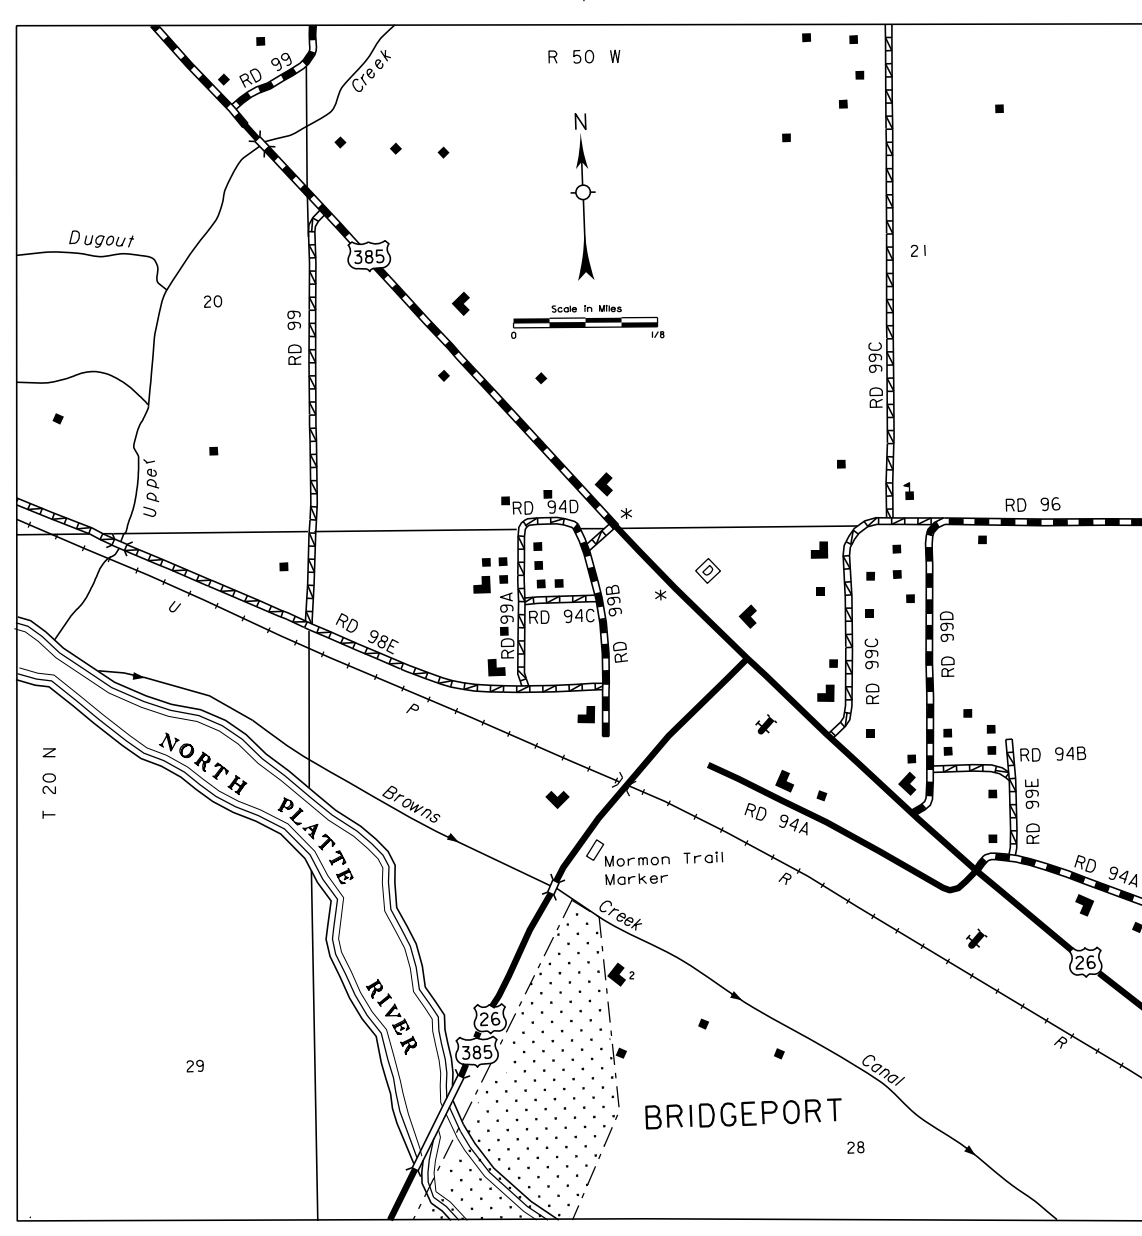 R 50 W
RD 99
Creek
N
Dugout
385
21
20
Scale in Miles
0
1/8
RD 99
RD 99C
Upper
RD 94D
RD 96
D
RD 99A
RD 94C
RD 99B
RD 98E
U
RD 99C
RD 99D
P
NORTH PLATTE
T 20 N
RD 94B
RD 99E
Browns
RD 94A
Mormon Trail
Marker
R
RD 94A
Creek
26
2
RIVER
26
385
R
29
Canal
BRIDGEPORT
28